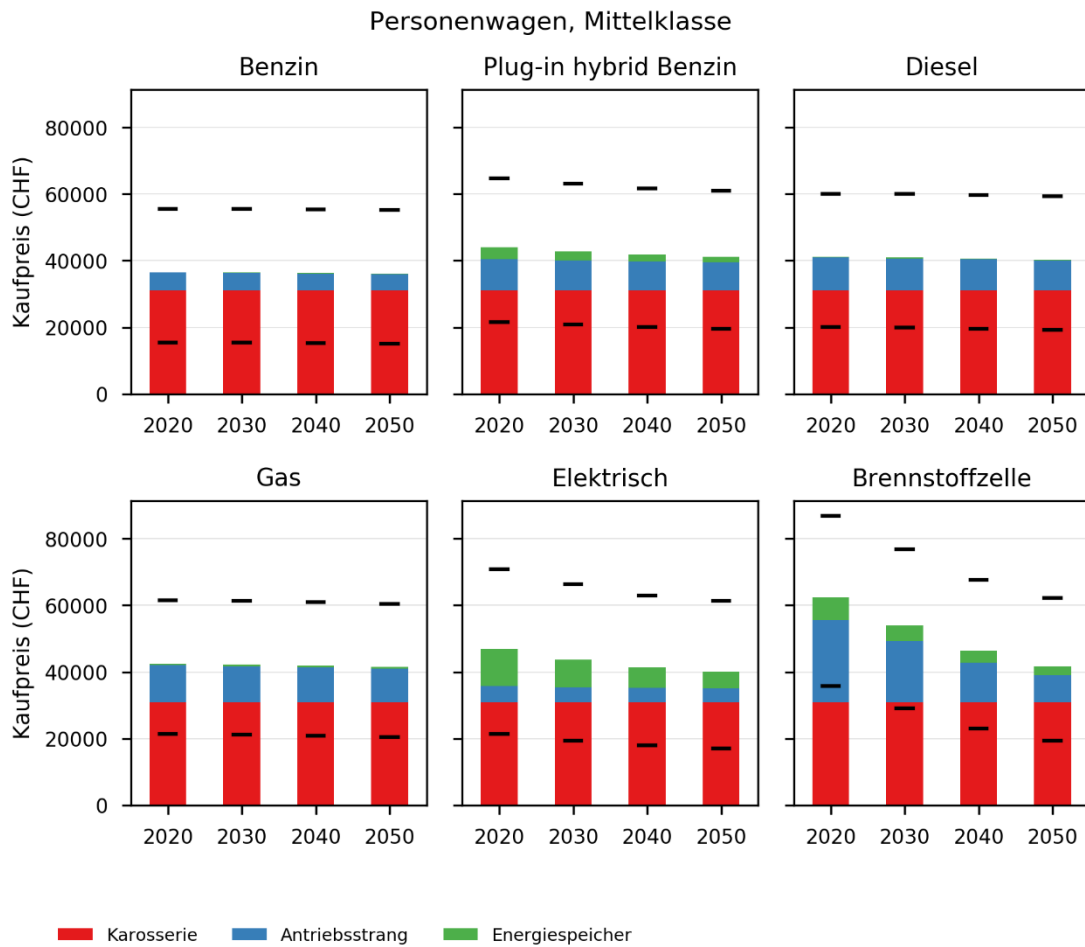 Personenwagen, Mittelklasse
Benzin
Plug-in hybrid Benzin
Diesel
Kaufpreis (CHF)
80000
60000
40000
20000
0
2020 2030 2040 2050
2020 2030 2040 2050
2020 2030 2040 2050
Gas
Elektrisch
Brennstoffzelle
Kaufpreis (CHF)
80000
60000
40000
20000
0
2020 2030 2040 2050
2020 2030 2040 2050
2020 2030 2040 2050
Karosserie
Antriebsstrang
Energiespeicher